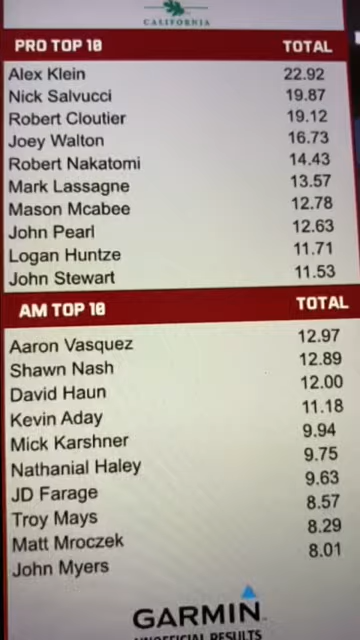 CALIFORNIA
PRO TOP 10 TOTAL
Alex Klein 22.92
Nick Salvucci 19.87
Robert Cloutier 19.12
Joey Walton 16.73
Robert Nakatomi 14.43
Mark Lassagne 13.57
Mason Mcabee 12.78
John Pearl 12.63
Logan Huntze 11.71
John Stewart 11.53
AM TOP 10 TOTAL
Aaron Vasquez 12.97
Shawn Nash 12.89
David Haun 12.00
Kevin Aday 11.18
Mick Karshner 9.94
Nathanial Haley 9.75
JD Farage 9.63
Troy Mays 8.57
Matt Mroczek 8.29
John Myers 8.01
GARMIN
UNOFFICIAL RESULTS